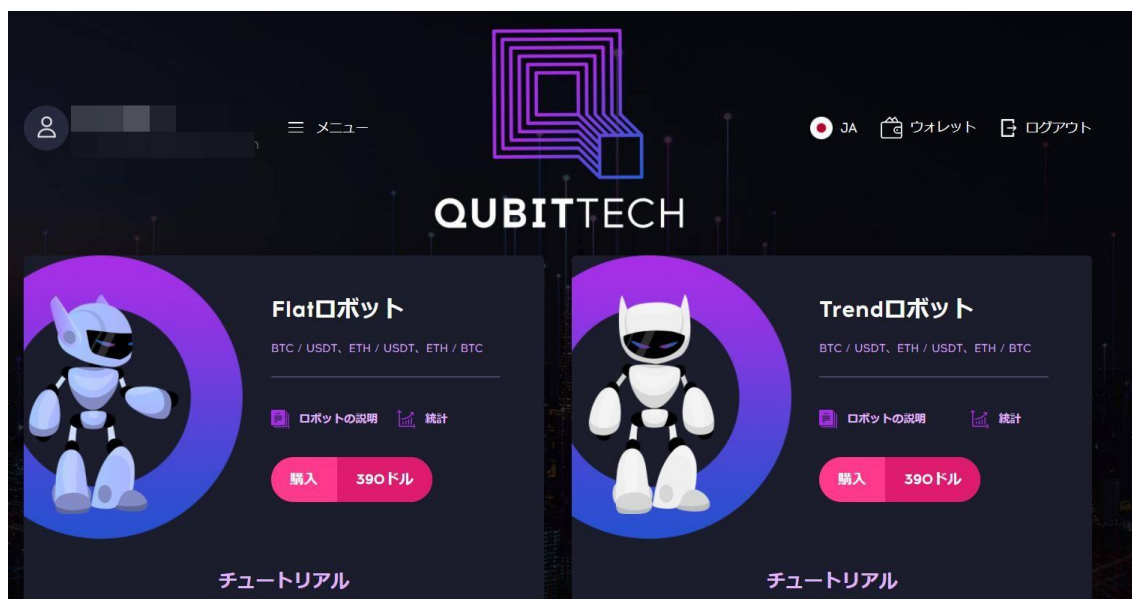 メニュー
JA
ウォレット
ログアウト
QUBITTECH
Flatロボット
BTC / USDT、ETH / USDT、ETH / BTC
ロボットの説明
統計
購入
390ドル
チュートリアル
Trendロボット
BTC / USDT、ETH / USDT、ETH / BTC
ロボットの説明
統計
購入
390ドル
チュートリアル